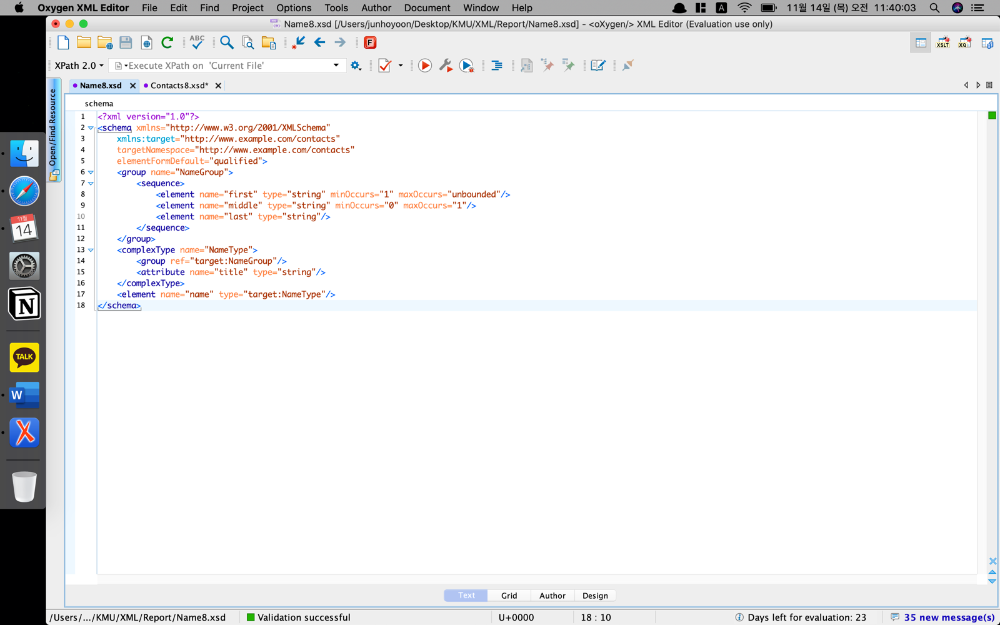 Oxygen XML Editor File Edit Find Project Options Tools Author Document Window Help A 11월 14일 (목) 오전 11:40:03
Name8.xsd [/Users/junhoyoon/Desktop/KMU/XML/Report/Name8.xsd] - <oXygen/> XML Editor (Evaluation use only)
ABC F XSLT XQ
XPath 2.0 Execute XPath on 'Current File'
Name8.xsd Contacts8.xsd*
Open/Find Resource
schema
1 <?xml version="1.0"?>
2 <schema xmlns="http://www.w3.org/2001/XMLSchema"
3 xmlns:target="http://www.example.com/contacts"
4 targetNamespace="http://www.example.com/contacts"
5 elementFormDefault="qualified">
6 <group name="NameGroup">
7 <sequence>
8 <element name="first" type="string" minOccurs="1" maxOccurs="unbounded"/>
9 <element name="middle" type="string" minOccurs="0" maxOccurs="1"/>
10 <element name="last" type="string"/>
11 </sequence>
12 </group>
13 <complexType name="NameType">
14 <group ref="target:NameGroup"/>
15 <attribute name="title" type="string"/>
16 </complexType>
17 <element name="name" type="target:NameType"/>
18 </schema>
11월
14
N
TALK
W
Text Grid Author Design
/Users/.../KMU/XML/Report/Name8.xsd Validation successful U+0000 18 : 10 Days left for evaluation: 23 35 new message(s)